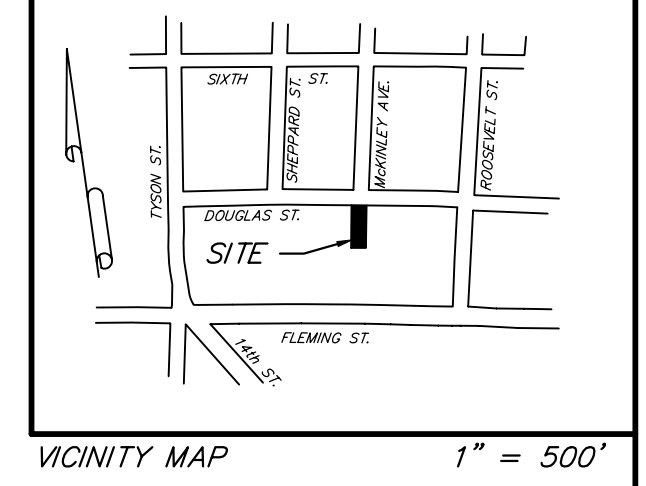 SIXTH ST.
SHEPPARD ST.
McKINLEY AVE.
ROOSEVELT ST.
TYSON ST.
DOUGLAS ST.
SITE
FLEMING ST.
14th ST.
VICINITY MAP 1" = 500'